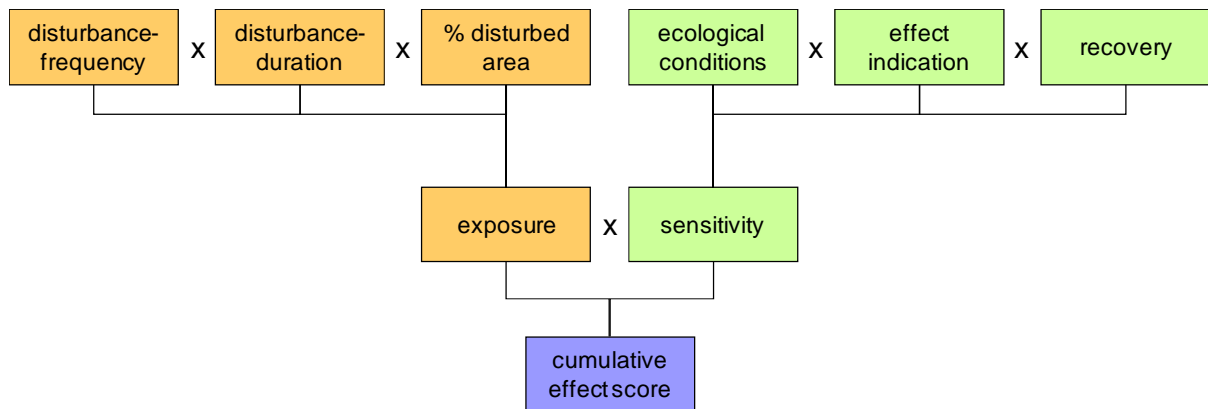 disturbance-
frequency
x
disturbance-
duration
x
% disturbed
area
ecological
conditions
x
effect
indication
x
recovery
exposure
x
sensitivity
cumulative
effect score